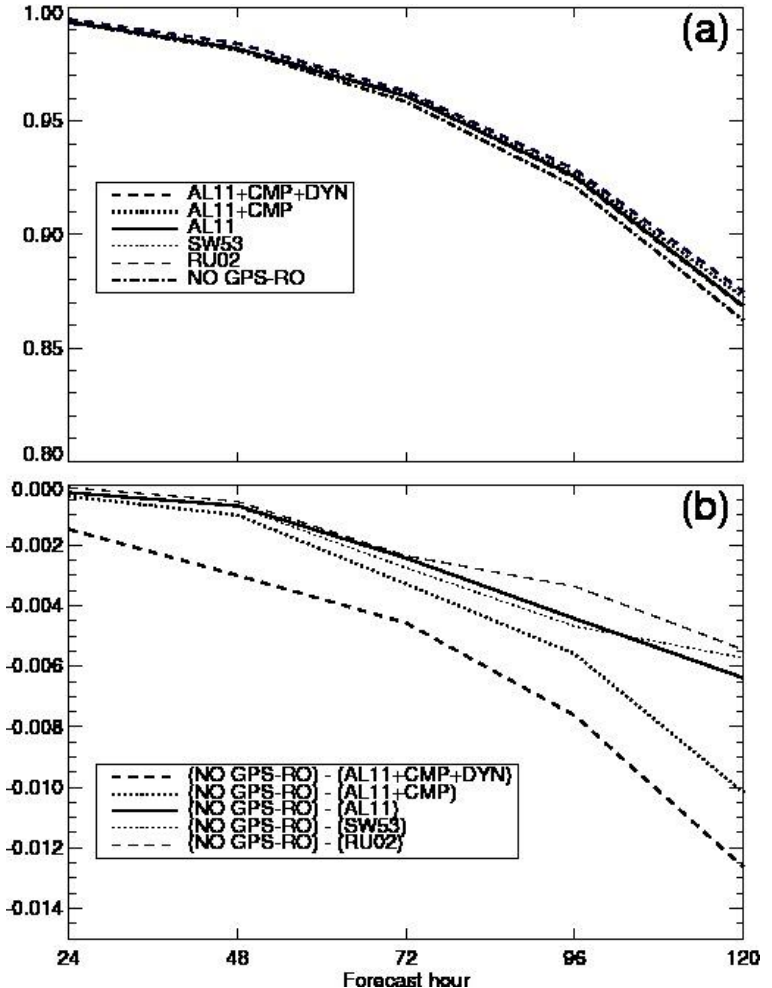 1.00
(a)
0.95
AL11+CMP+DYN
AL11+CMP
AL11
SW53
RU02
NO GPS-RO
0.90
0.85
0.80
0.000
(b)
-0.002
-0.004
-0.006
-0.008
(NO GPS-RO) - (AL11+CMP+DYN)
(NO GPS-RO) - (AL11+CMP)
(NO GPS-RO) - (AL11)
(NO GPS-RO) - (SW53)
(NO GPS-RO) - (RU02)
-0.010
-0.012
-0.014
24 48 72 96 120
Forecast hour